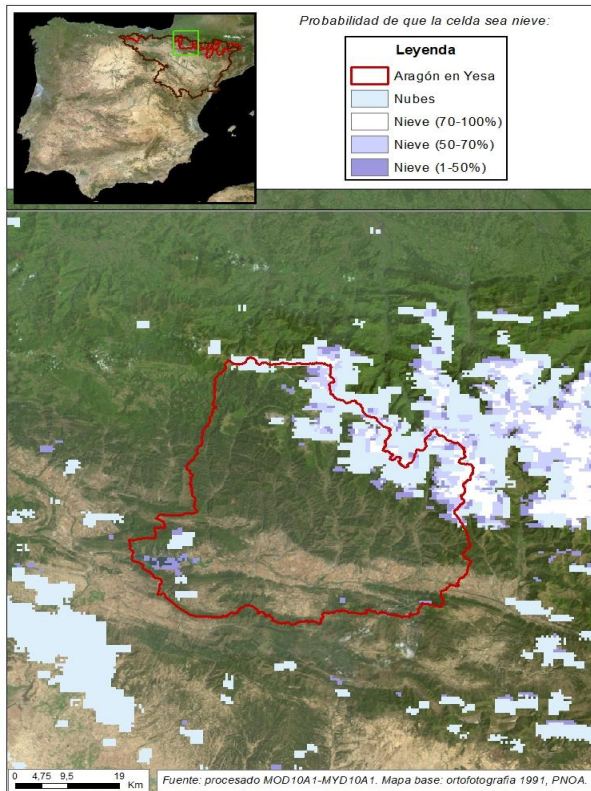 Probabilidad de que la celda sea nieve:
Leyenda
Aragón en Yesa
Nubes
Nieve (70-100%)
Nieve (50-70%)
Nieve (1-50%)
0 4,75 9,5 19
Km
Fuente: procesado MOD10A1-MYD10A1. Mapa base: ortofotografia 1991, PNOA.